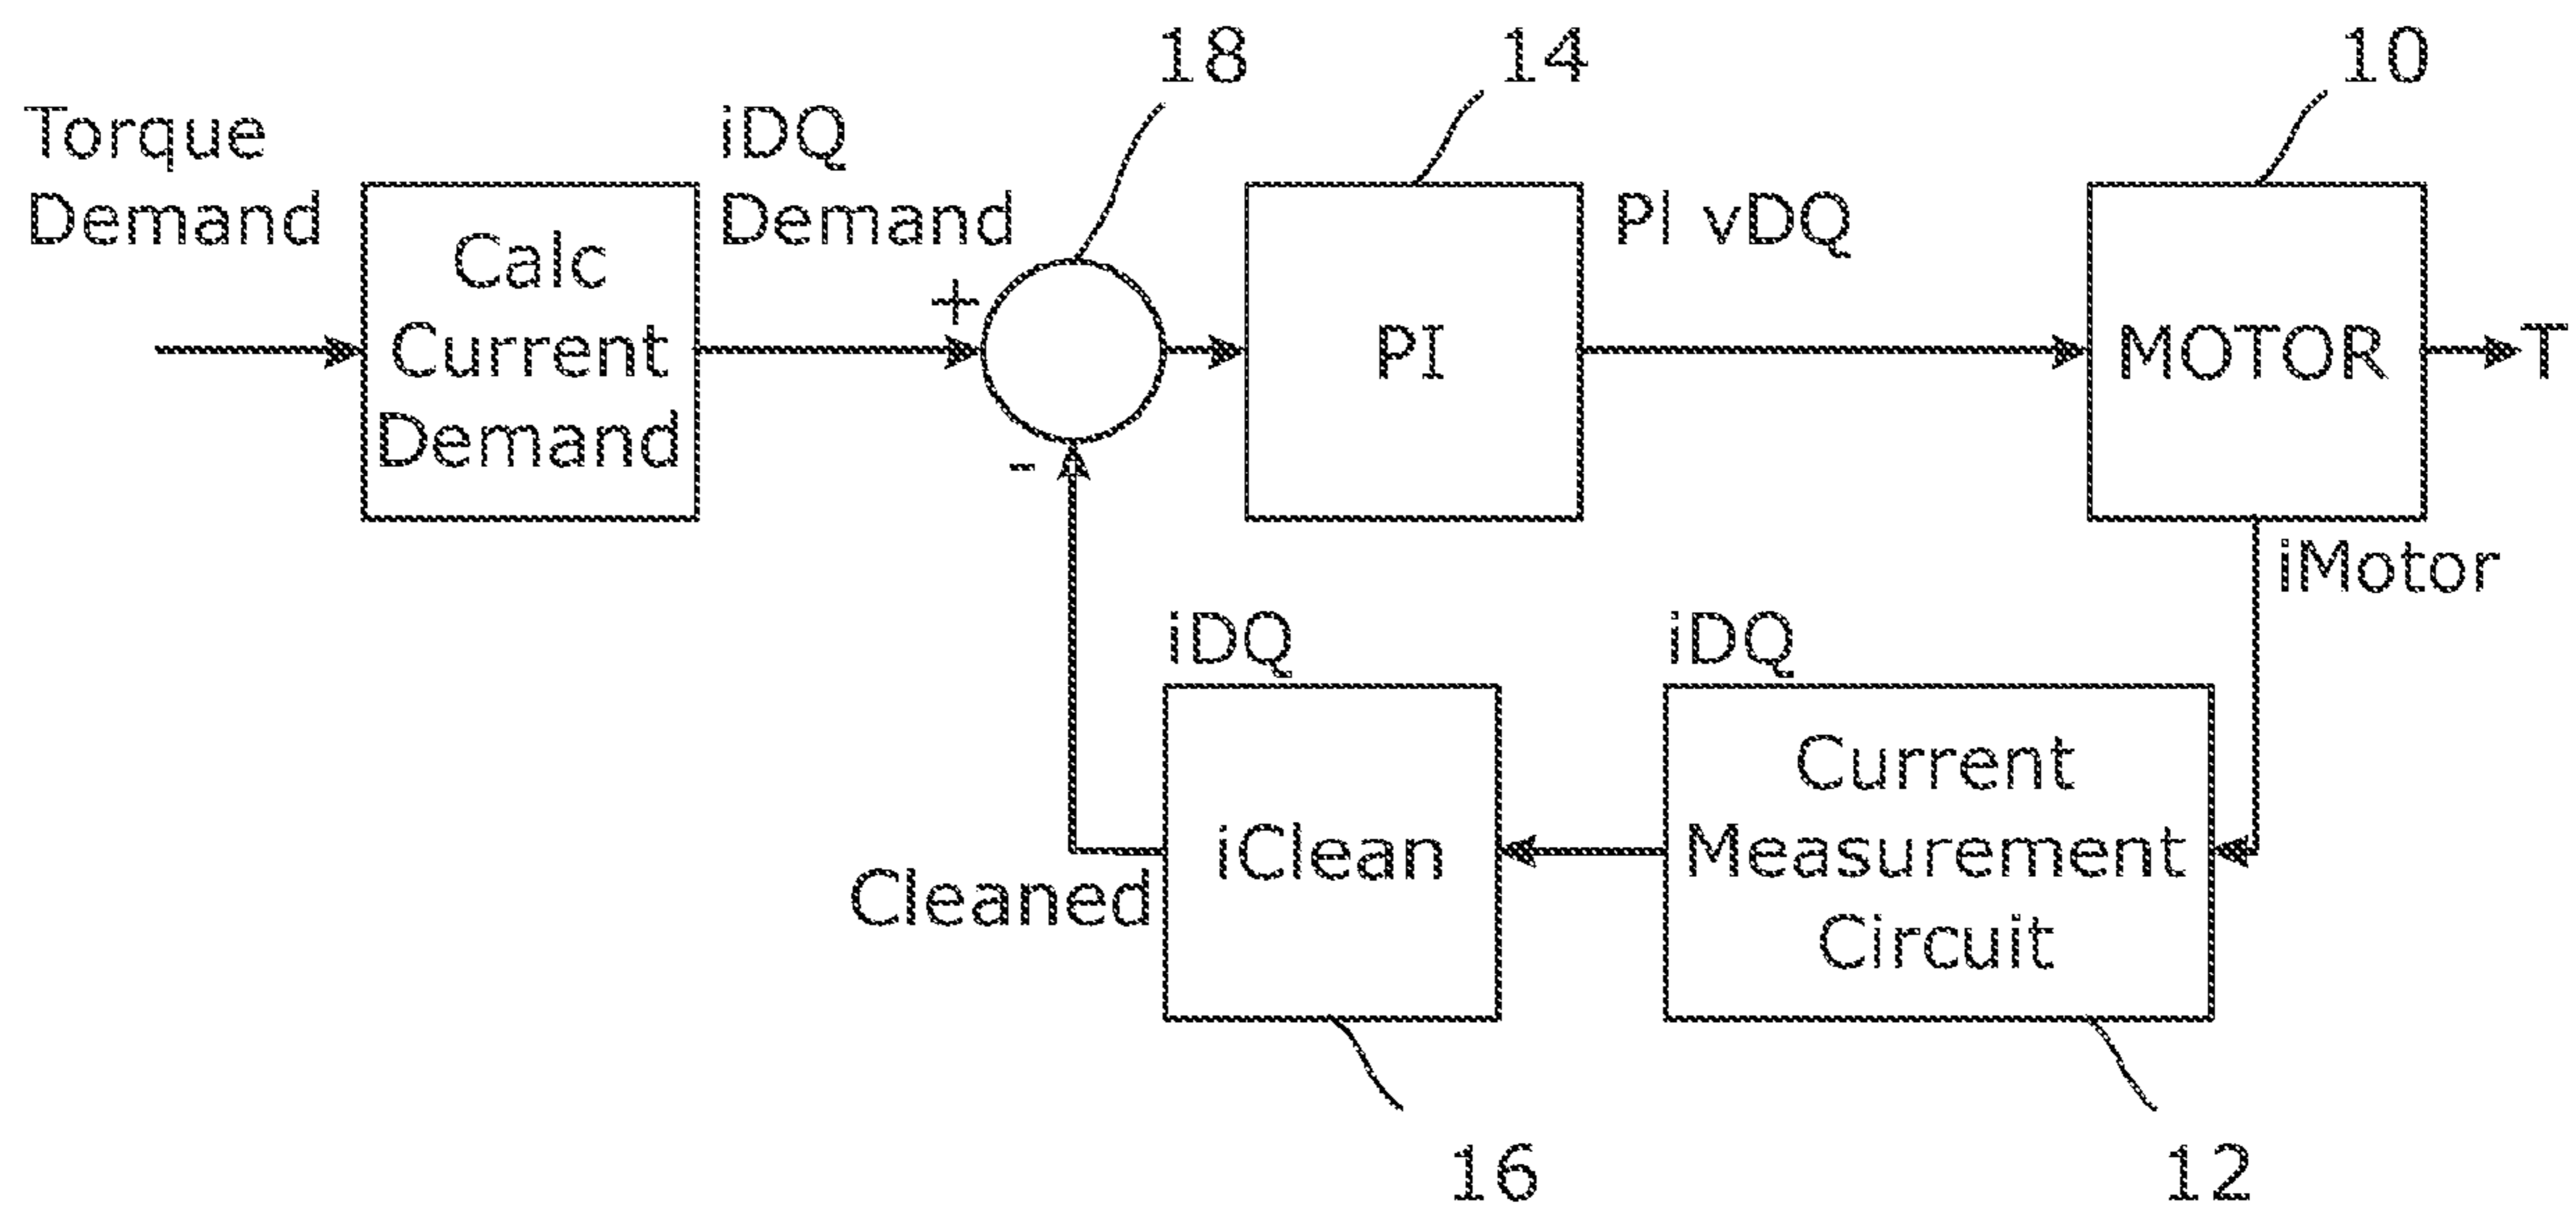 18
14
10
Torque
Demand
iDQ
Demand
Calc
Current
Demand
+
-
PI
PI vDQ
MOTOR
T
iMotor
iDQ
iDQ
Cleaned
iClean
Current
Measurement
Circuit
16
12